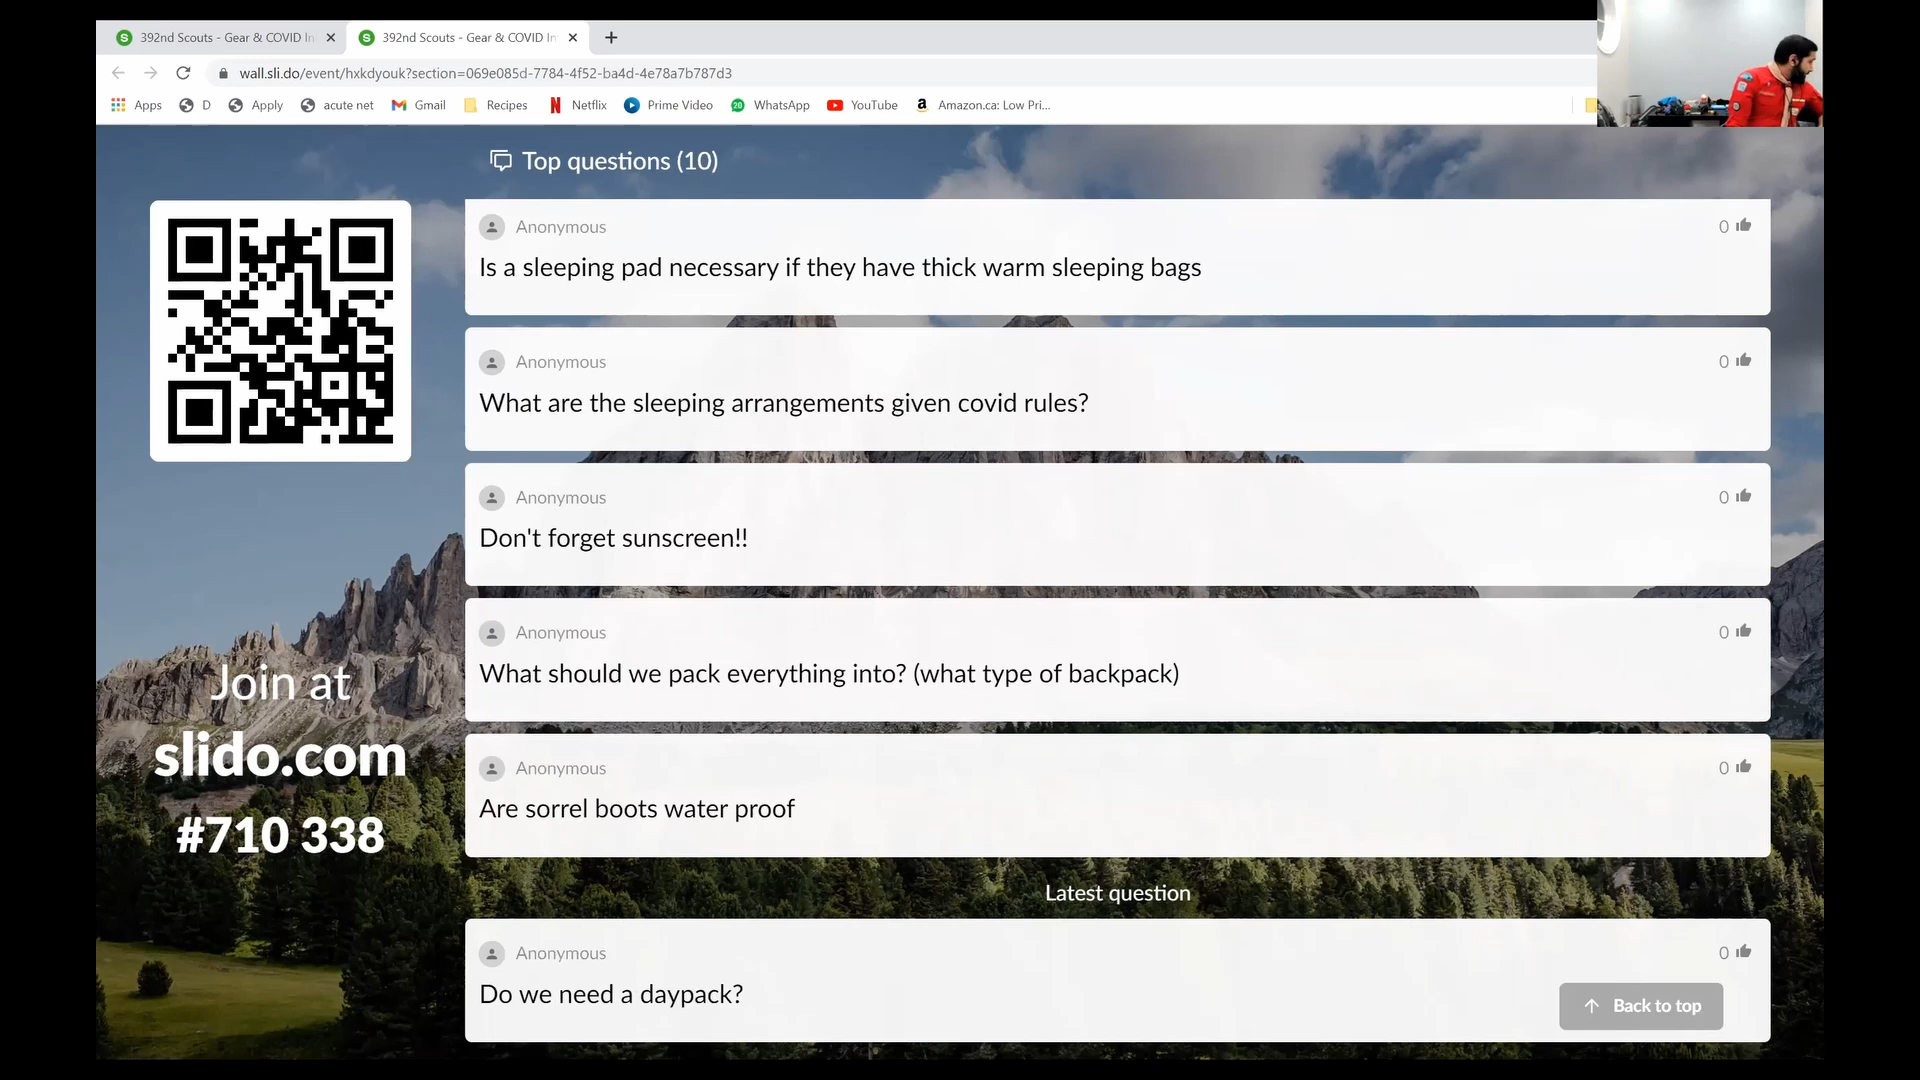 392nd Scouts - Gear & COVID In
392nd Scouts - Gear & COVID In
wall.sli.do/event/hxkdyouk?section=069e085d-7784-4f52-ba4d-4e78a7b787d3
Apps D Apply acute net Gmail Recipes Netflix Prime Video 20 WhatsApp YouTube Amazon.ca: Low Pri...
Top questions (10)
Anonymous 0
Is a sleeping pad necessary if they have thick warm sleeping bags
Anonymous 0
What are the sleeping arrangements given covid rules?
Anonymous 0
Don't forget sunscreen!!
Anonymous 0
What should we pack everything into? (what type of backpack)
Anonymous 0
Are sorrel boots water proof
Latest question
Anonymous 0
Do we need a daypack?
Back to top
Join at
slido.com
#710 338